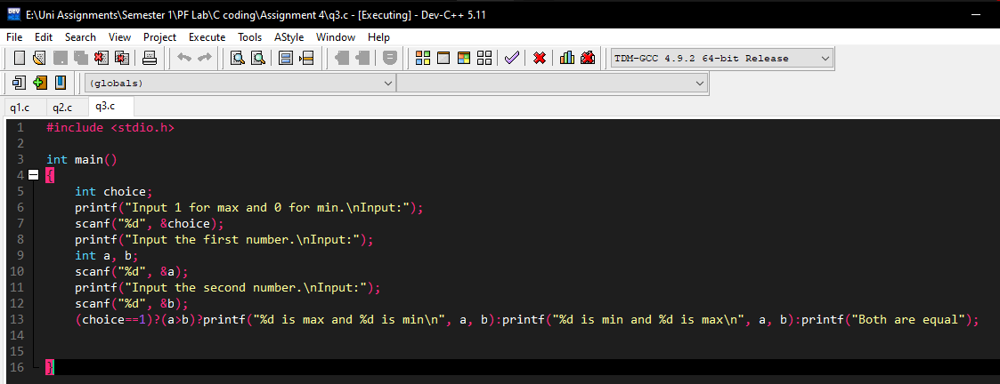 E:\Uni Assignments\Semester 1\PF Lab\C coding\Assignment 4\q3.c - [Executing] - Dev-C++ 5.11
File Edit Search View Project Execute Tools AStyle Window Help
TDM-GCC 4.9.2 64-bit Release
(globals)
q1.c q2.c q3.c
1 #include <stdio.h>
2
3 int main()
4 {
5     int choice;
6     printf("Input 1 for max and 0 for min.\nInput:");
7     scanf("%d", &choice);
8     printf("Input the first number.\nInput:");
9     int a, b;
10     scanf("%d", &a);
11     printf("Input the second number.\nInput:");
12     scanf("%d", &b);
13     (choice==1)?(a>b)?printf("%d is max and %d is min\n", a, b):printf("%d is min and %d is max\n", a, b):printf("Both are equal");
14
15
16 }